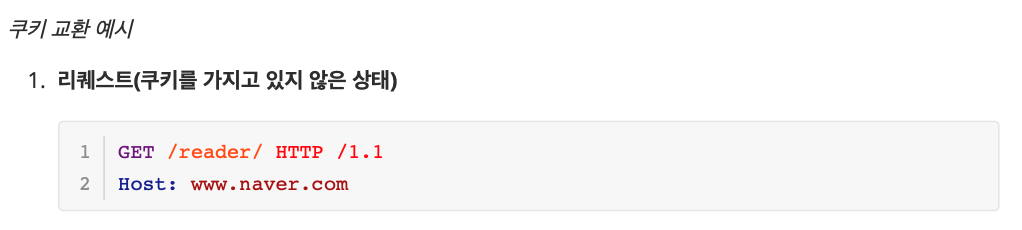 쿠키 교환 예시
1. 리퀘스트(쿠키를 가지고 있지 않은 상태)
1 GET /reader/ HTTP /1.1
2 Host: www.naver.com